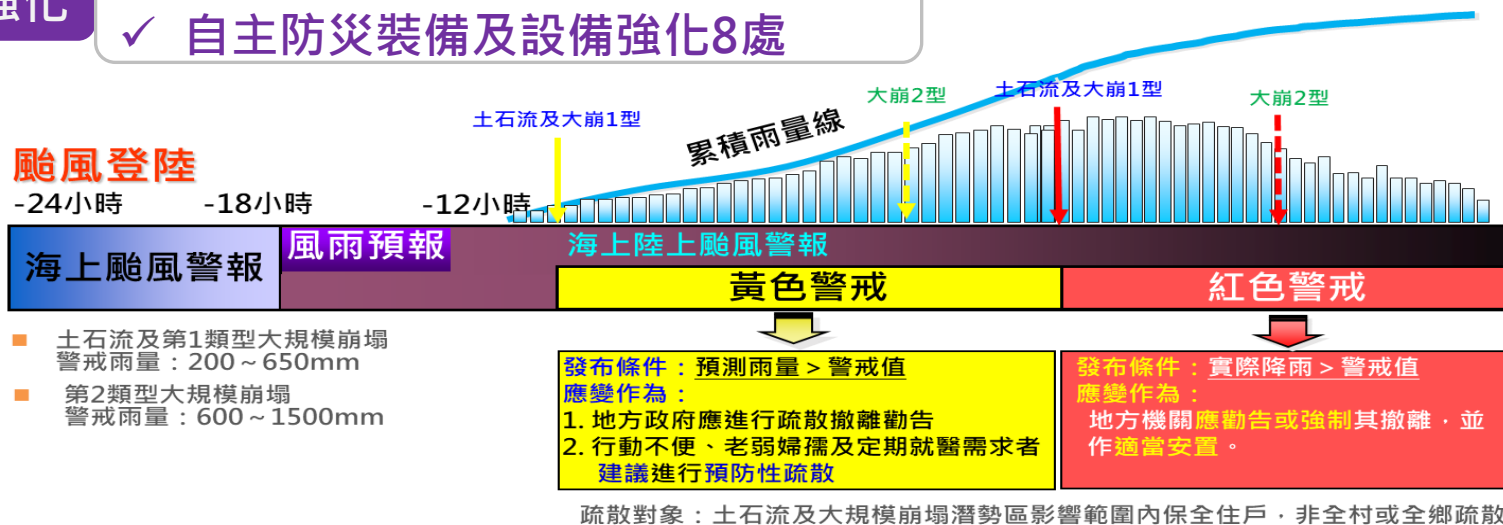 強化
✓ 自主防災裝備及設備強化8處
大崩2型
土石流及大崩1型
大崩2型
土石流及大崩1型
累積雨量線
颱風登陸
-24小時
-18小時
-12小時
海上颱風警報
風雨預報
海上陸上颱風警報
黃色警戒
紅色警戒
■ 土石流及第1類型大規模崩塌
警戒雨量：200～650mm
■ 第2類型大規模崩塌
警戒雨量：600～1500mm
發布條件：預測雨量＞警戒值
應變作為：
1. 地方政府應進行疏散撤離勸告
2. 行動不便、老弱婦孺及定期就醫需求者
建議進行預防性疏散
發布條件：實際降雨＞警戒值
應變作為：
地方機關應勸告或強制其撤離，並
作適當安置。
疏散對象：土石流及大規模崩塌潛勢區影響範圍內保全住戶，非全村或全鄉疏散